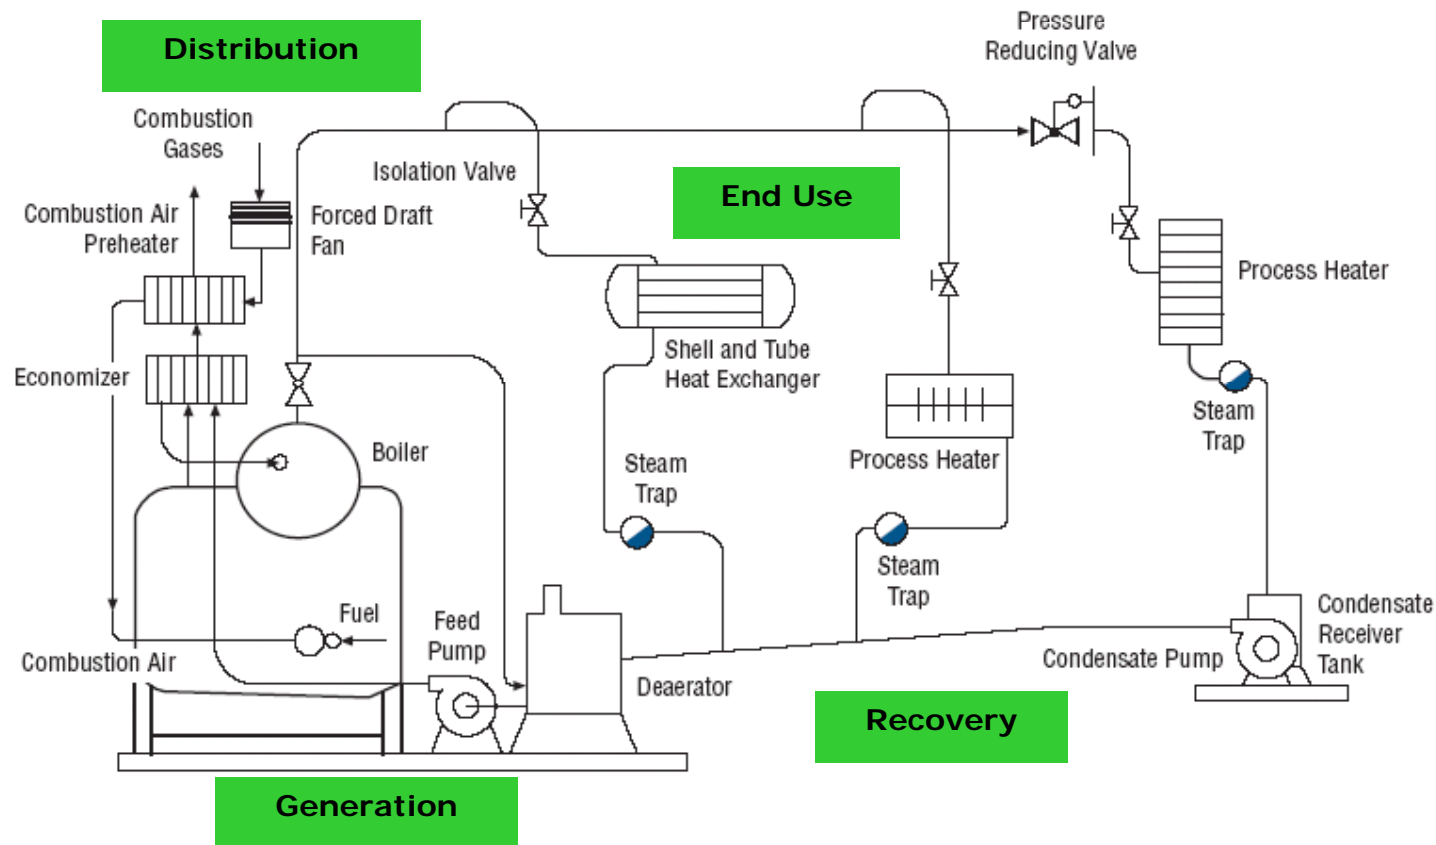 Distribution
Pressure
Reducing Valve
Combustion
Gases
Isolation Valve
End Use
Combustion Air
Preheater
Forced Draft
Fan
Process Heater
Shell and Tube
Heat Exchanger
Economizer
Steam
Trap
Boiler
Process Heater
Steam
Trap
Steam
Trap
Fuel
Feed
Pump
Condensate
Receiver
Tank
Combustion Air
Condensate Pump
Deaerator
Recovery
Generation